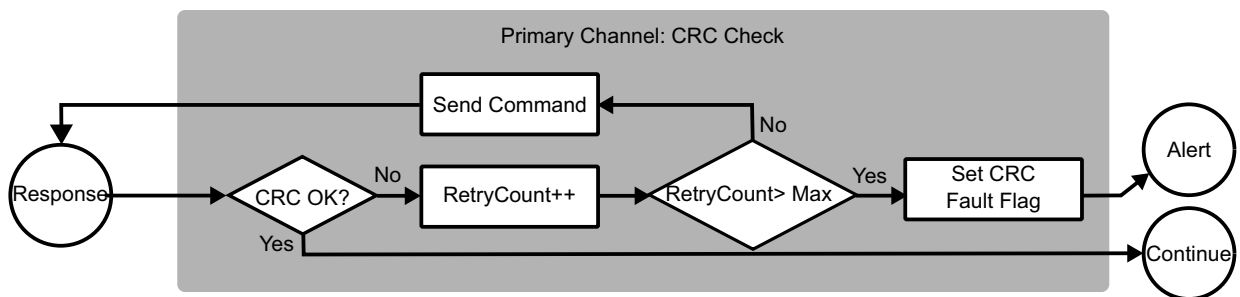 Primary Channel: CRC Check
Send Command
No
Response
CRC OK?
No
RetryCount++
RetryCount> Max
Yes
Set CRC
Fault Flag
Alert
Yes
Continue